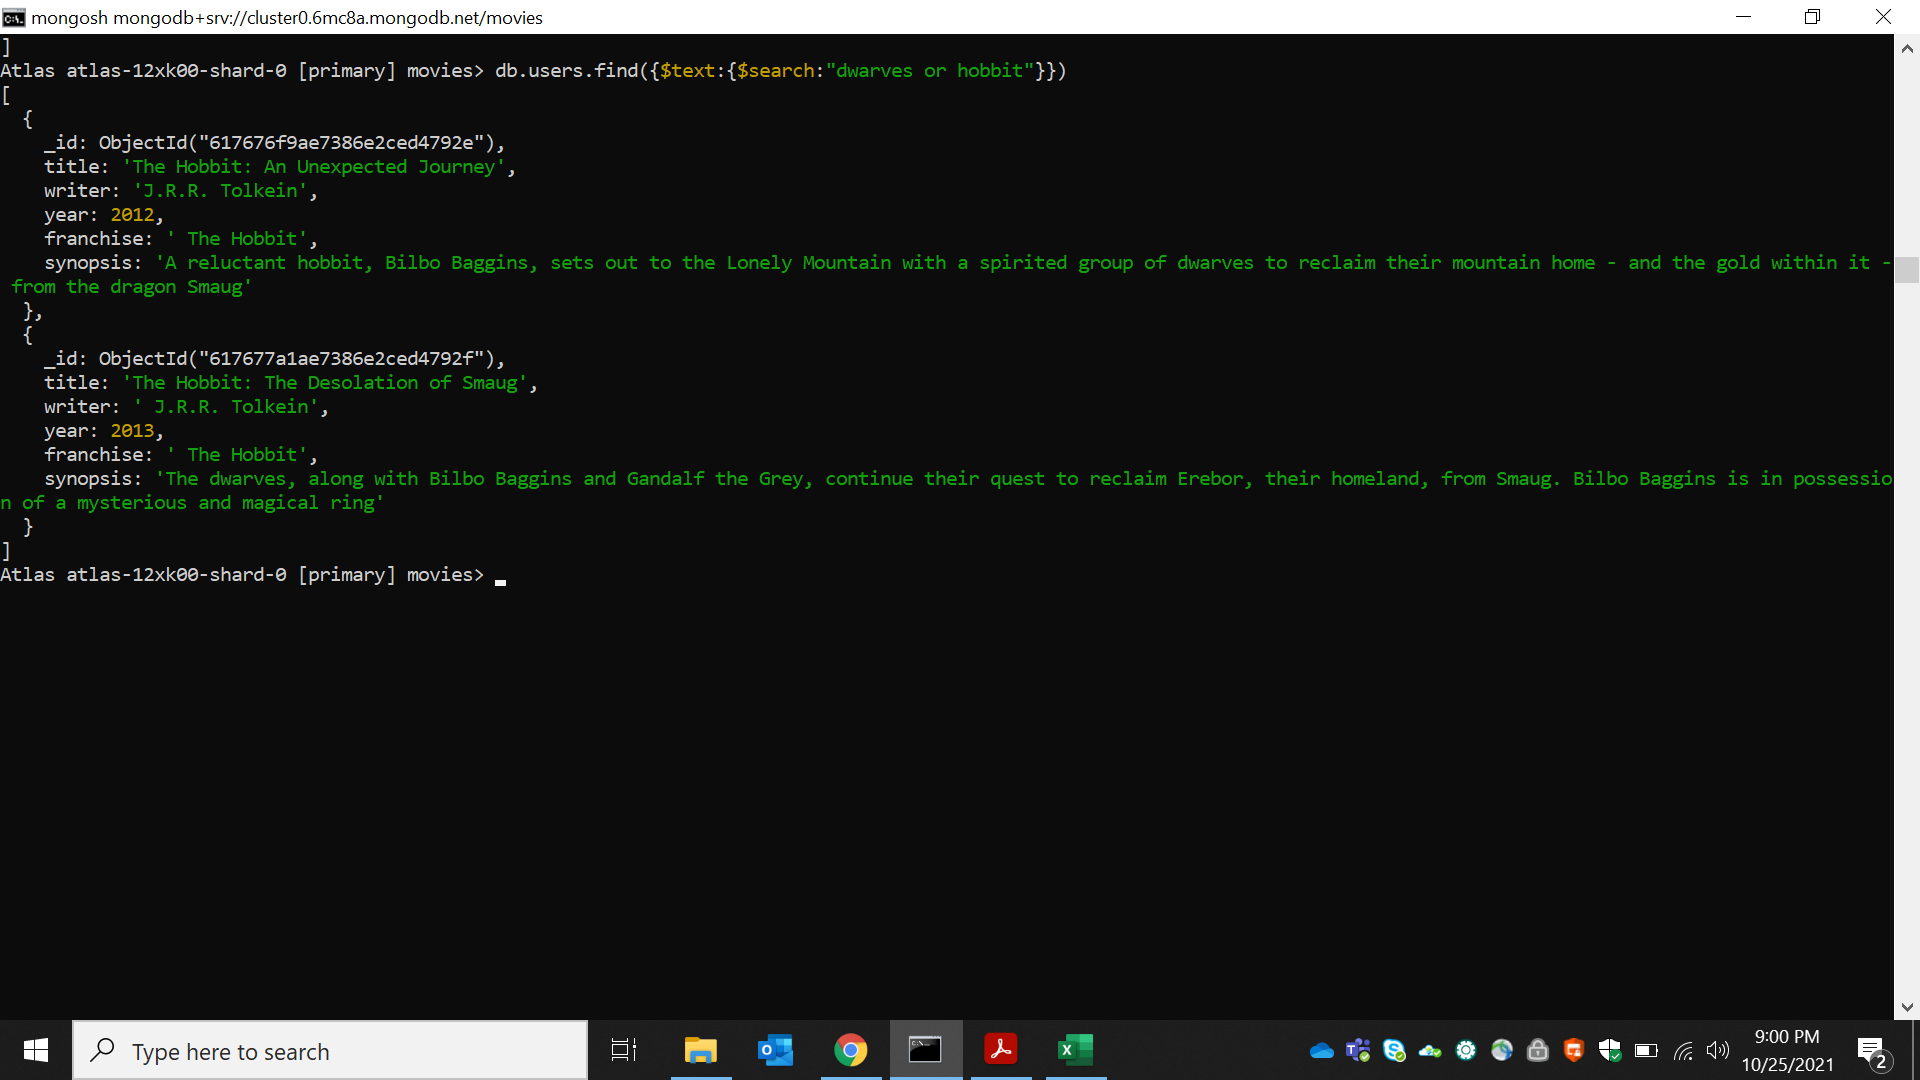 mongosh mongodb+srv://cluster0.6mc8a.mongodb.net/movies
]
Atlas atlas-12xk00-shard-0 [primary] movies> db.users.find({$text:{$search:"dwarves or hobbit"}})
[
  {
    _id: ObjectId("617676f9ae7386e2ced4792e"),
    title: 'The Hobbit: An Unexpected Journey',
    writer: 'J.R.R. Tolkein',
    year: 2012,
    franchise: ' The Hobbit',
    synopsis: 'A reluctant hobbit, Bilbo Baggins, sets out to the Lonely Mountain with a spirited group of dwarves to reclaim their mountain home - and the gold within it -
 from the dragon Smaug'
  },
  {
    _id: ObjectId("617677a1ae7386e2ced4792f"),
    title: 'The Hobbit: The Desolation of Smaug',
    writer: ' J.R.R. Tolkein',
    year: 2013,
    franchise: ' The Hobbit',
    synopsis: 'The dwarves, along with Bilbo Baggins and Gandalf the Grey, continue their quest to reclaim Erebor, their homeland, from Smaug. Bilbo Baggins is in possessio
n of a mysterious and magical ring'
  }
]
Atlas atlas-12xk00-shard-0 [primary] movies>
Type here to search
9:00 PM
10/25/2021
2